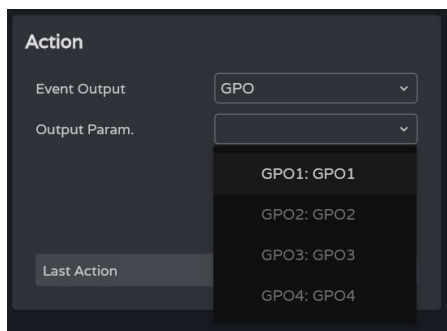 Action
Event Output GPO
Output Param.
GPO1: GPO1
GPO2: GPO2
GPO3: GPO3
Last Action
GPO4: GPO4